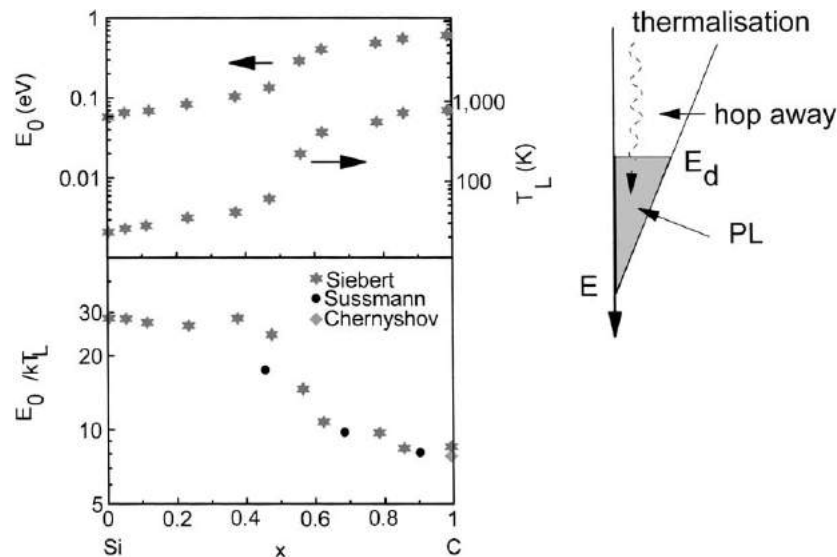 1
0.1
0.01
E0 (eV)
1,000
100
TL (K)
30
20
10
5
E0 /kTL
Siebert
Sussmann
Chernyshov
0 0.2 0.4 0.6 0.8 1
Si x C
thermalisation
hop away
Ed
PL
E